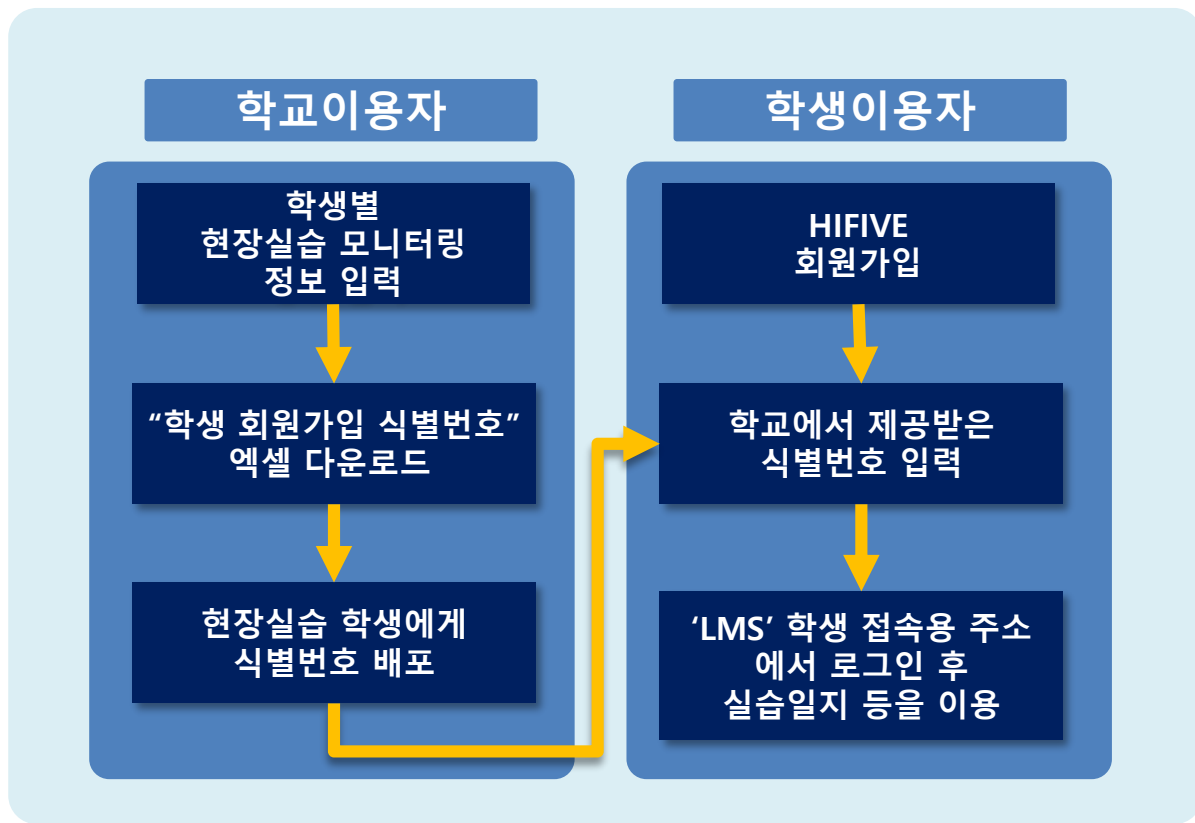 학교이용자
학생별
현장실습 모니터링
정보 입력
“학생 회원가입 식별번호”
엑셀 다운로드
현장실습 학생에게
식별번호 배포
학생이용자
HIFIVE
회원가입
학교에서 제공받은
식별번호 입력
‘LMS’ 학생 접속용 주소
에서 로그인 후
실습일지 등을 이용